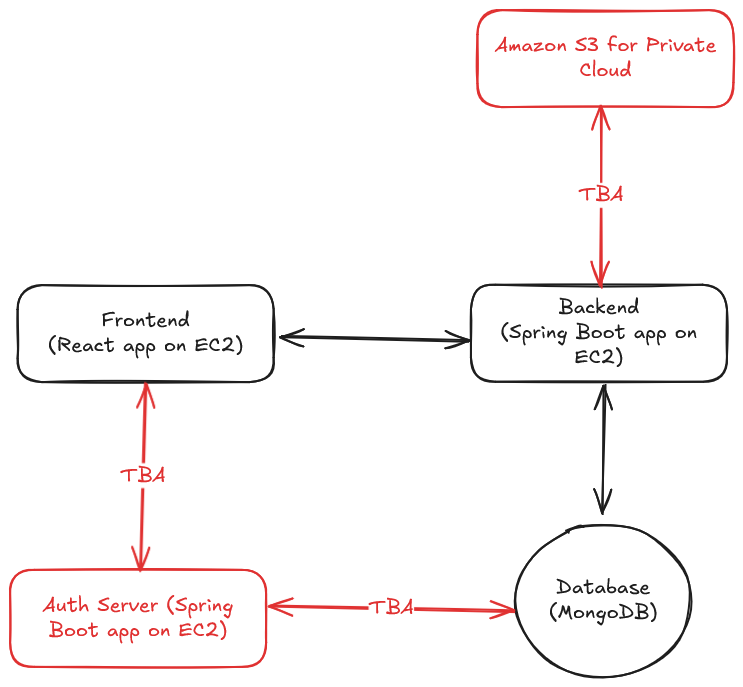 Amazon S3 for Private
Cloud
TBA
Frontend
(React app on EC2)
Backend
(Spring Boot app on
EC2)
TBA
Auth Server (Spring
Boot app on EC2)
TBA
Database
(MongoDB)